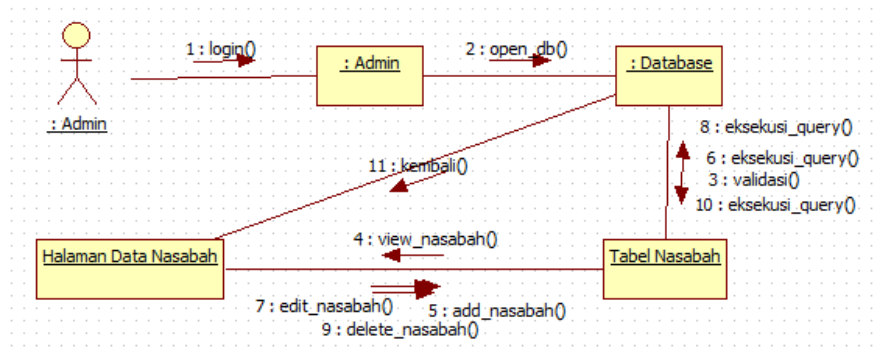 1 : login()
2 : open_db()
: Admin
: Database
: Admin
8 : eksekusi_query()
6 : eksekusi_query()
3 : validasi()
10 : eksekusi_query()
11 : kembali()
4 : view_nasabah()
Halaman Data Nasabah
Tabel Nasabah
7 : edit_nasabah()
5 : add_nasabah()
9 : delete_nasabah()